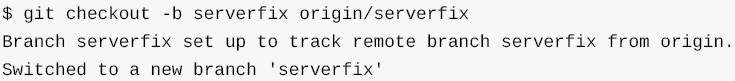 $ git checkout -b serverfix origin/serverfix
Branch serverfix set up to track remote branch serverfix from origin.
Switched to a new branch 'serverfix'